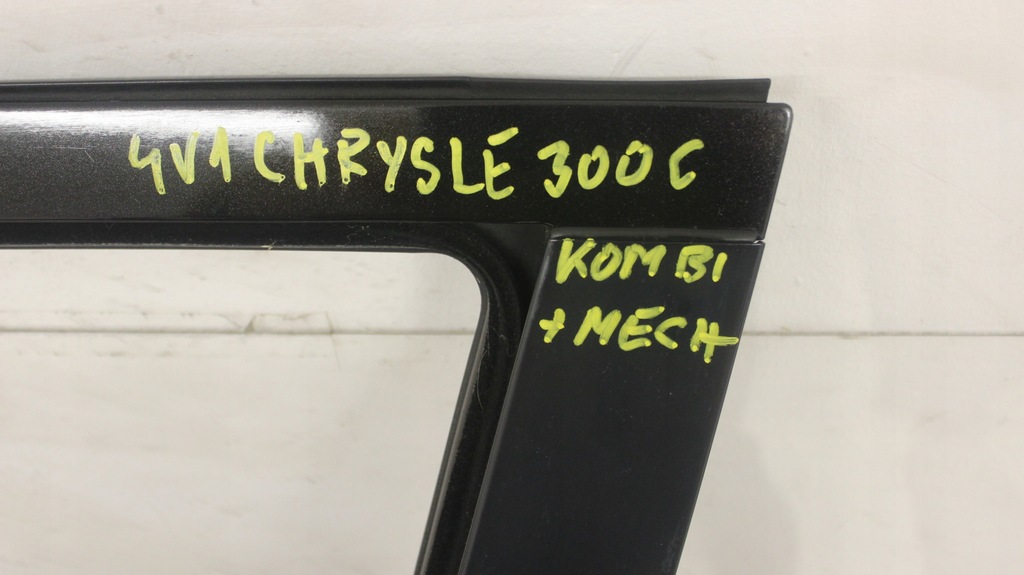 4V1 CHRYSLE 300C
KOMBI
+MECH